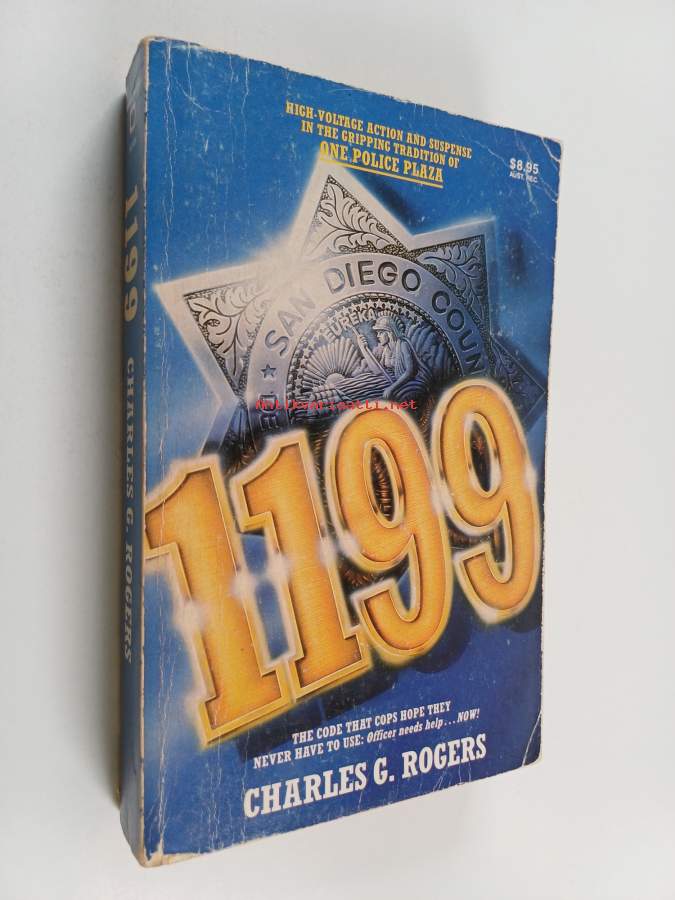 HIGH-VOLTAGE ACTION AND SUSPENSE
IN THE GRIPPING TRADITION OF
ONE POLICE PLAZA
$8.95
AUST. REC.
SAN DIEGO COUN
EUREKA
Antikvariaatti.net
1199
THE CODE THAT COPS HOPE THEY
NEVER HAVE TO USE: Officer needs help...NOW!
CHARLES G. ROGERS
1199 CHARLES G. ROGERS